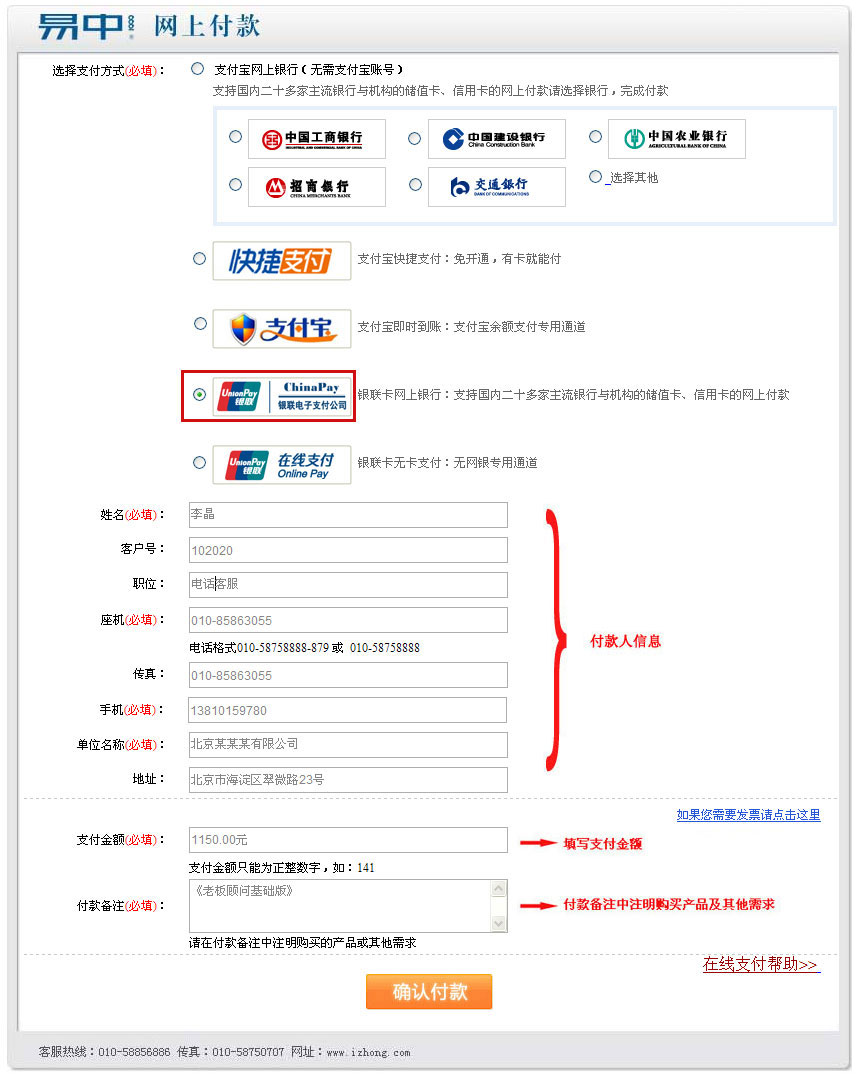 易中 网上付款
选择支付方式(必填)： 支付宝网上银行（无需支付宝账号）
支持国内二十多家主流银行与机构的储值卡、信用卡的网上付款请选择银行，完成付款
中国工商银行 中国建设银行 中国农业银行
INDUSTRIAL AND COMMERCIAL BANK OF CHINA China Construction Bank AGRICULTURAL BANK OF CHINA
招商银行 交通银行 选择其他
CHINA MERCHANTS BANK BANK OF COMMUNICATIONS
快捷支付 支付宝快捷支付：免开通，有卡就能付
支付宝 支付宝即时到账：支付宝余额支付专用通道
UnionPay 银联 ChinaPay 银联电子支付公司 银联卡网上银行：支持国内二十多家主流银行与机构的储值卡、信用卡的网上付款
UnionPay 银联 在线支付 Online Pay 银联卡无卡支付：无网银专用通道
姓名(必填)： 李晶
客户号： 102020
职位： 电话客服
座机(必填)： 010-85863055
电话格式010-58758888-879 或 010-58758888
付款人信息
传真： 010-85863055
手机(必填)： 13810159780
单位名称(必填)： 北京某某某有限公司
地址： 北京市海淀区翠微路23号
如果您需要发票请点击这里
支付金额(必填)： 1150.00元 填写支付金额
支付金额只能为正整数字，如：141
付款备注(必填)： 《老板顾问基础版》 付款备注中注明购买产品及其他需求
请在付款备注中注明购买的产品或其他需求
在线支付帮助>>
确认付款
客服热线：010-58856886 传真：010-58750707 网址：www.izhong.com